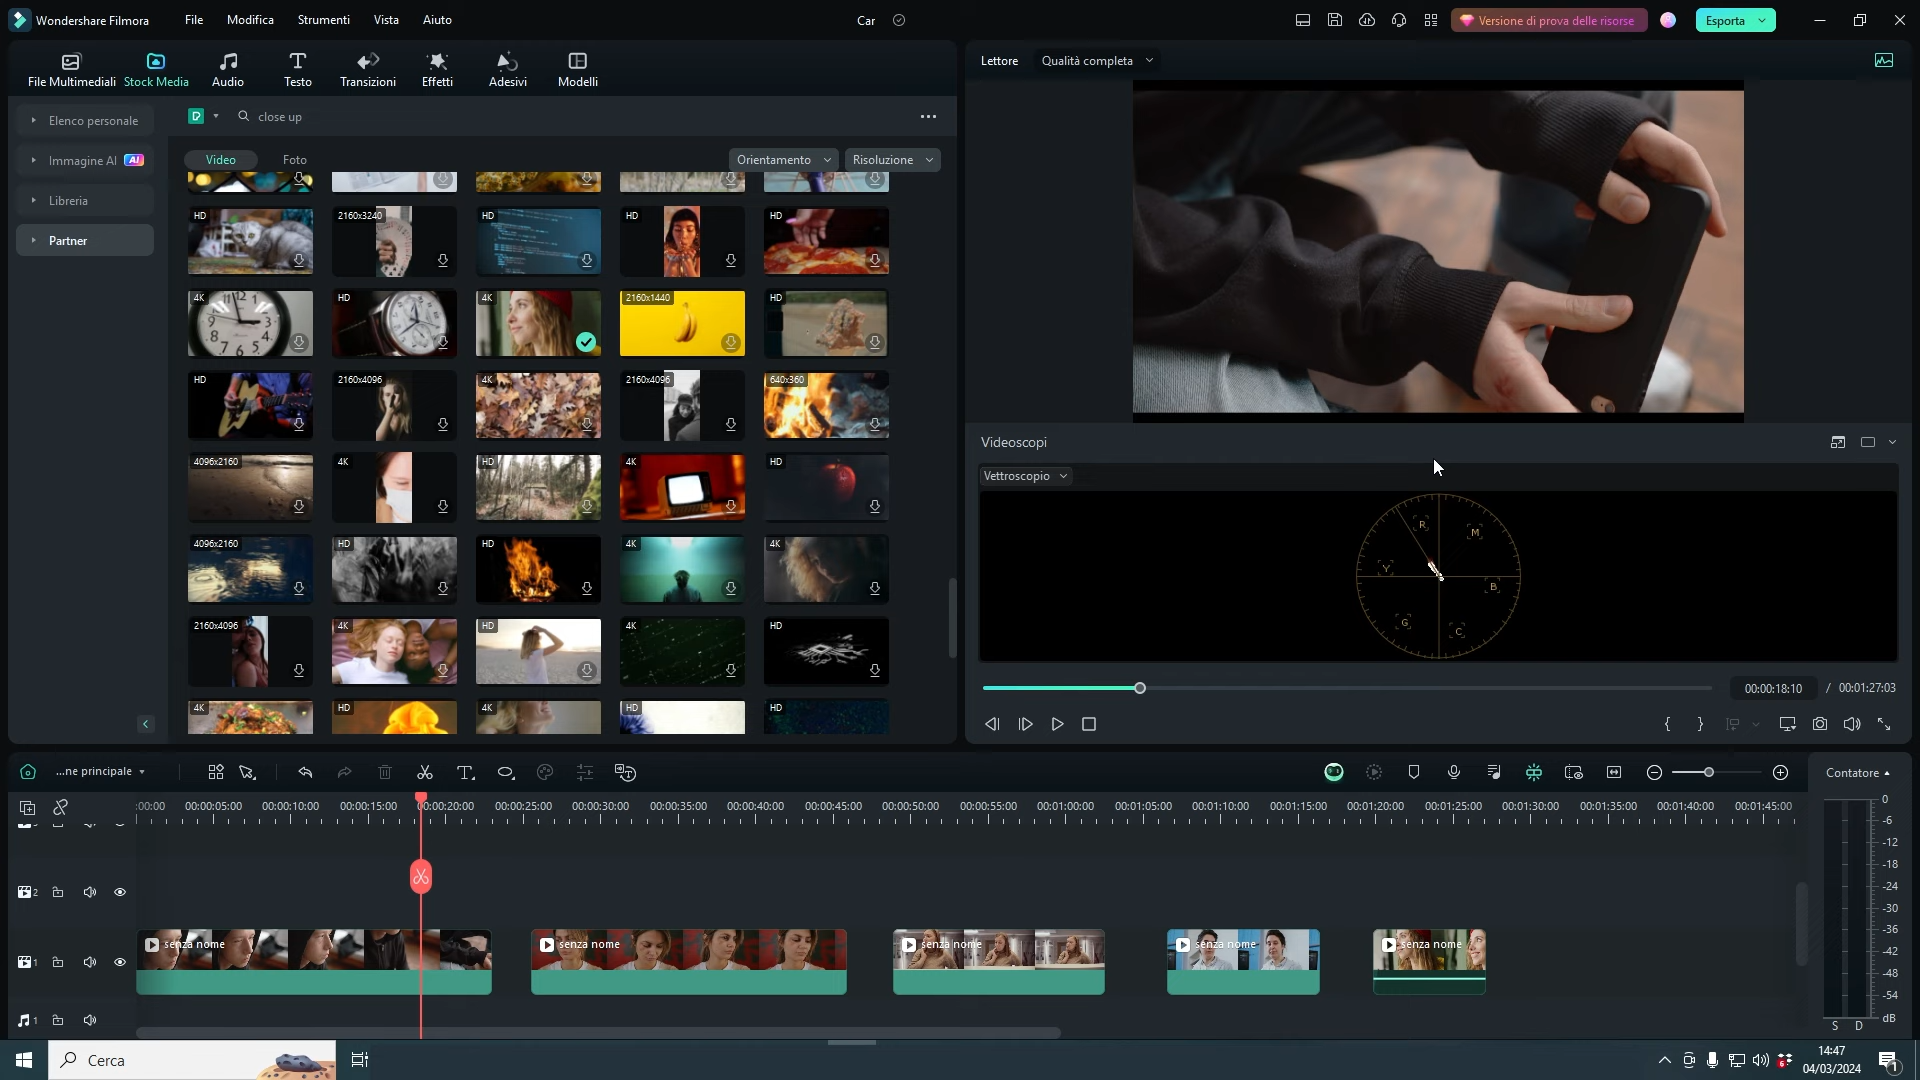 Wondershare Filmora
File
Modifica
Strumenti
Vista
Aiuto
Car
Versione di prova delle risorse
Esporta
File Multimediali
Stock Media
Audio
Testo
Transizioni
Effetti
Adesivi
Modelli
Lettore
Qualità completa
Elenco personale
Immagine AI
AI
Libreria
Partner
close up
Video
Foto
Orientamento
Risoluzione
HD
2160x3240
HD
HD
HD
4K
HD
4K
2160x1440
HD
HD
2160x4096
4K
2160x4096
640x360
4096x2160
4K
HD
4K
HD
4096x2160
HD
HD
4K
4K
2160x4096
4K
HD
4K
HD
4K
HD
4K
HD
HD
Videoscopi
Vettroscopio
R
M
Y
B
G
C
00:00:18:10 / 00:01:27:03
...ne principale
Contatore
:00:00 00:00:05:00 00:00:10:00 00:00:15:00 00:00:20:00 00:00:25:00 00:00:30:00 00:00:35:00 00:00:40:00 00:00:45:00 00:00:50:00 00:00:55:00 00:01:00:00 00:01:05:00 00:01:10:00 00:01:15:00 00:01:20:00 00:01:25:00 00:01:30:00 00:01:35:00 00:01:40:00 00:01:45:00
2
1
senza nome
senza nome
senza nome
senza nome
senza nome
1
0
-6
-12
-18
-24
-30
-36
-42
-48
-54
dB
S D
Cerca
14:47
04/03/2024
1